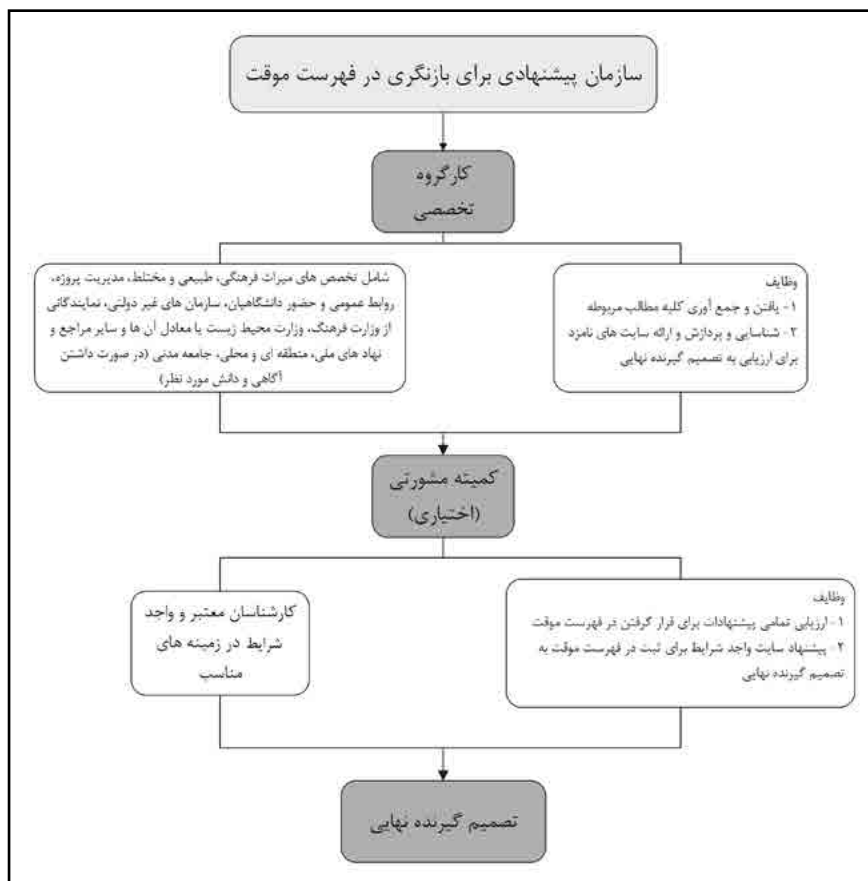 سازمان پیشنهادی برای بازنگری در فهرست موقت
کارگروه
تخصصی
وظایف
۱- یافتن و جمع آوری کلیه مطالب مربوطه
۲- شناسایی و پردازش و ارائه سایت های نامزد
برای ارزیابی به تصمیم گیرنده نهایی
شامل تخصص های میراث فرهنگی، طبیعی و مختلط، مدیریت پروژه،
روابط عمومی و حضور دانشگاهیان، سازمان های غیر دولتی، نمایندگانی
از وزارت فرهنگ، وزارت محیط زیست یا معادل آن ها و سایر مراجع و
نهاد های ملی، منطقه ای و محلی، جامعه مدنی (در صورت داشتن
آگاهی و دانش مورد نظر)
کمیته مشورتی
(اختیاری)
وظایف
۱- ارزیابی تمامی پیشنهادات برای قرار گرفتن در فهرست موقت
۲- پیشنهاد سایت واجد شرایط برای ثبت در فهرست موقت به
تصمیم گیرنده نهایی
کارشناسان معتبر و واجد
شرایط در زمینه های
مناسب
تصمیم گیرنده نهایی